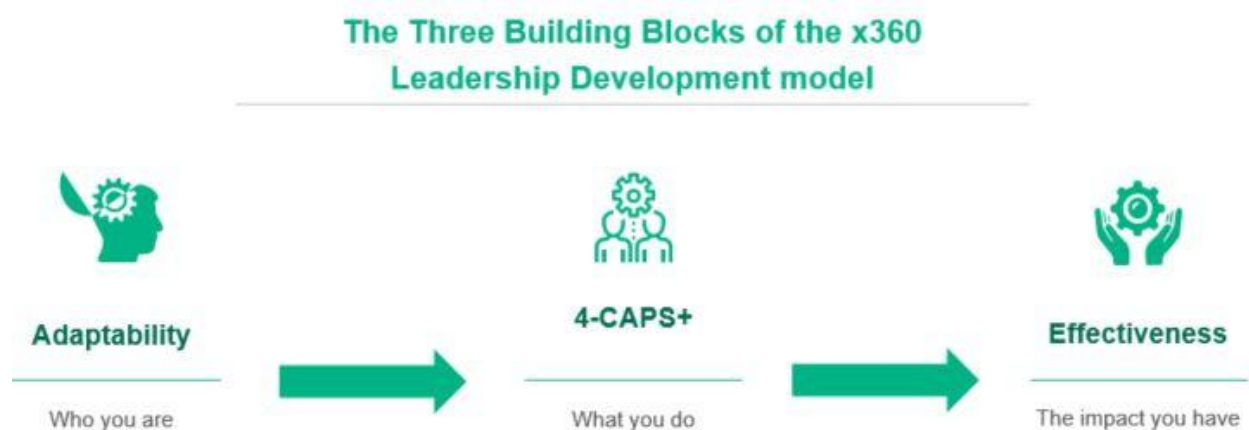 The Three Building Blocks of the x360
Leadership Development model
Adaptability
4-CAPS+
Effectiveness
Who you are
What you do
The impact you have